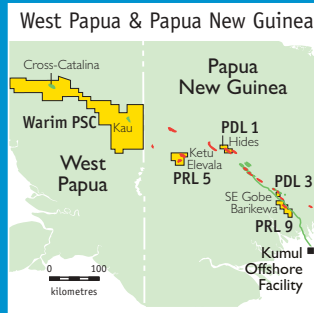 West Papua & Papua New Guinea
Cross-Catalina
Papua
New Guinea
Warim PSC
Kau
PDL 1
Hides
West
Papua
Ketu
Elevala
PRL 5
PDL 3
SE Gobe
Barikewa
PRL 9
Kumul
Offshore
Facility
0 100
kilometres